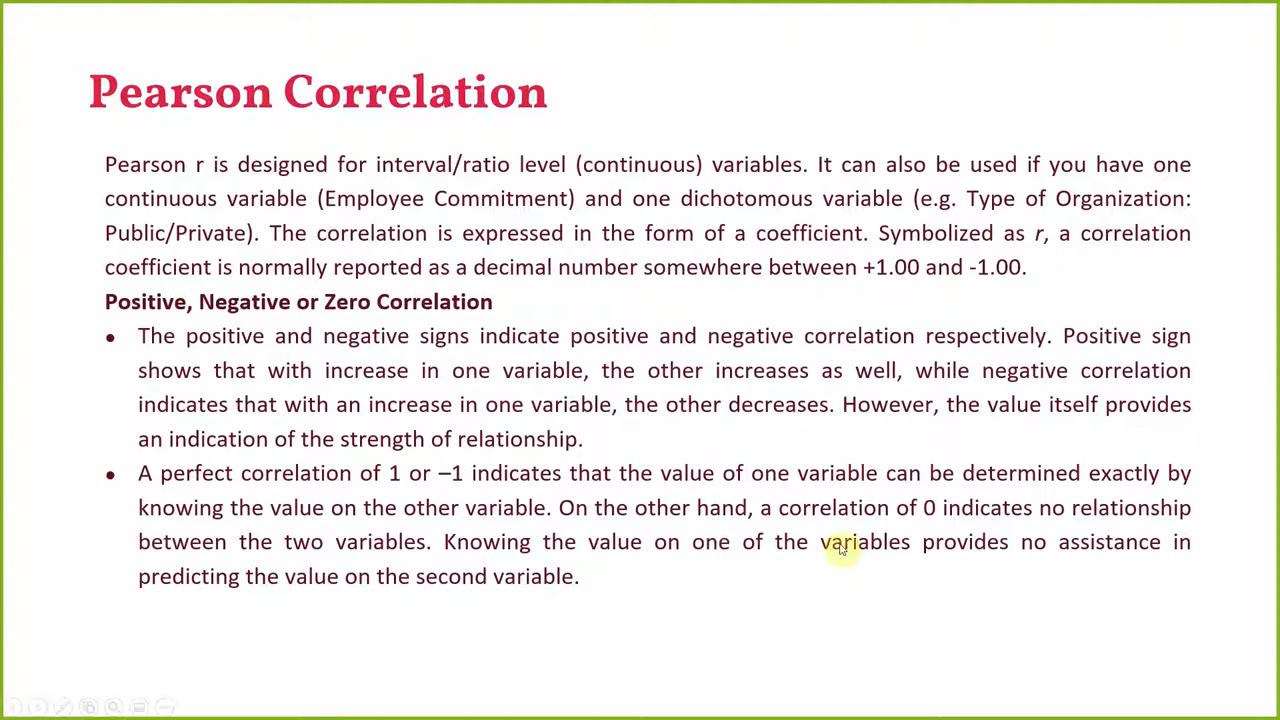 Pearson Correlation
Pearson r is designed for interval/ratio level (continuous) variables. It can also be used if you have one
continuous variable (Employee Commitment) and one dichotomous variable (e.g. Type of Organization:
Public/Private). The correlation is expressed in the form of a coefficient. Symbolized as r, a correlation
coefficient is normally reported as a decimal number somewhere between +1.00 and -1.00.
Positive, Negative or Zero Correlation
• The positive and negative signs indicate positive and negative correlation respectively. Positive sign
shows that with increase in one variable, the other increases as well, while negative correlation
indicates that with an increase in one variable, the other decreases. However, the value itself provides
an indication of the strength of relationship.
• A perfect correlation of 1 or –1 indicates that the value of one variable can be determined exactly by
knowing the value on the other variable. On the other hand, a correlation of 0 indicates no relationship
between the two variables. Knowing the value on one of the variables provides no assistance in
predicting the value on the second variable.